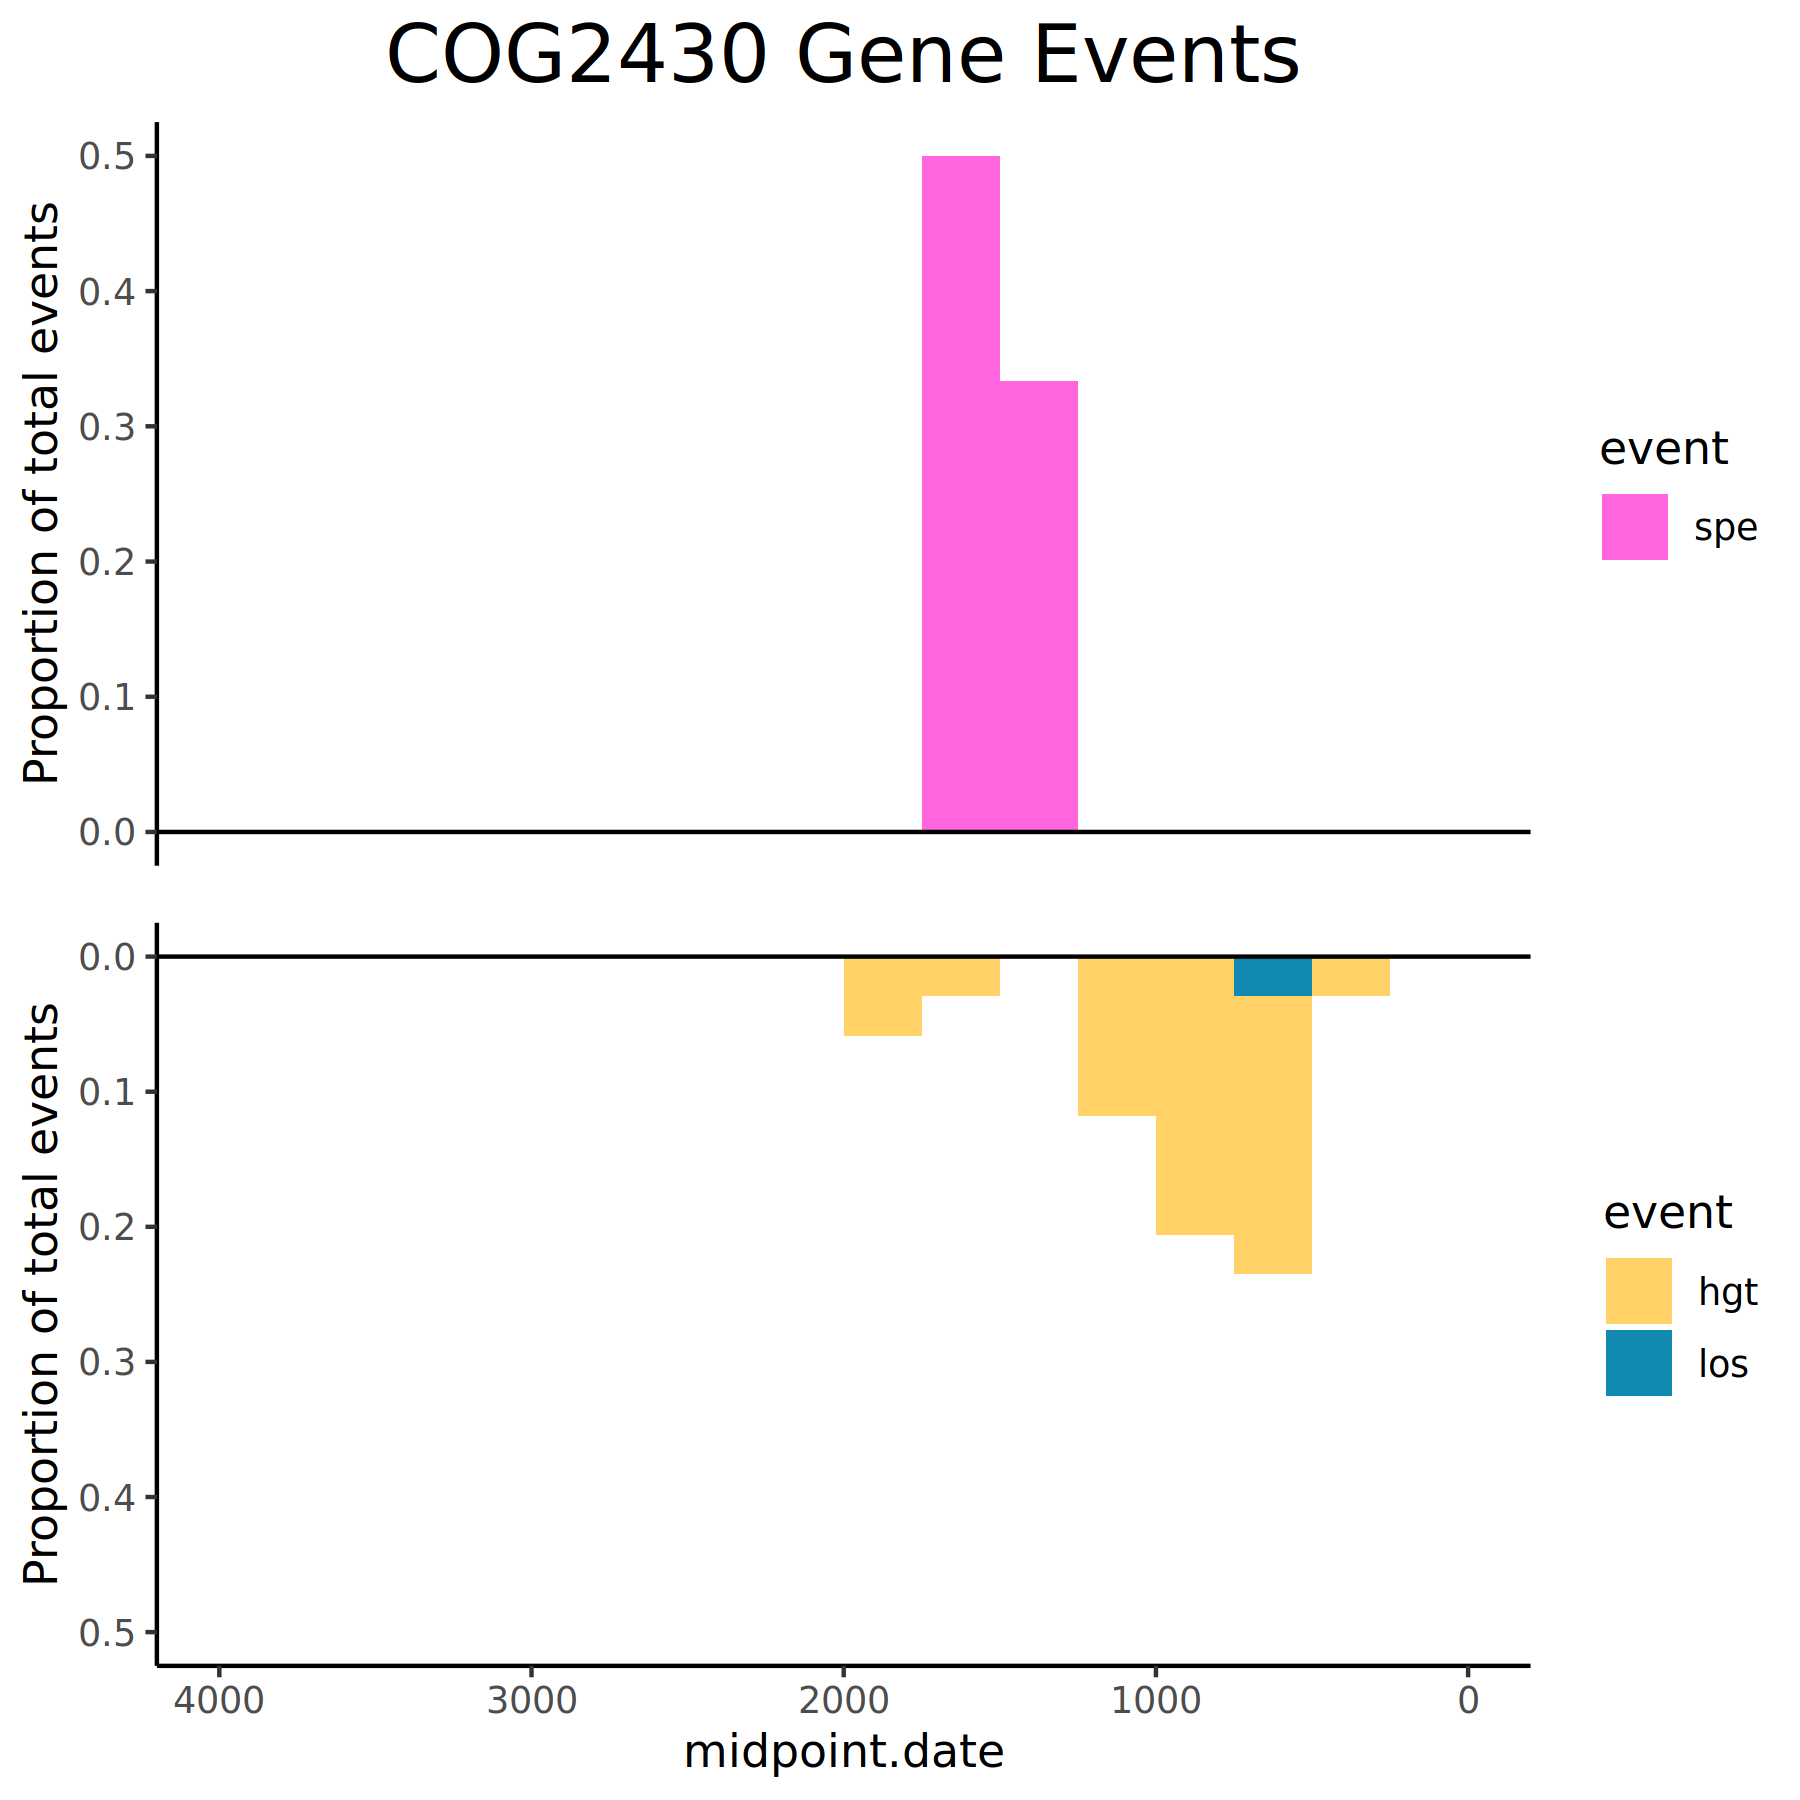 COG2430 Gene Events
Proportion of total events
0.5
0.4
0.3
0.2
0.1
0.0
event
spe
Proportion of total events
0.0
0.1
0.2
0.3
0.4
0.5
event
hgt
los
4000 3000 2000 1000 0
midpoint.date